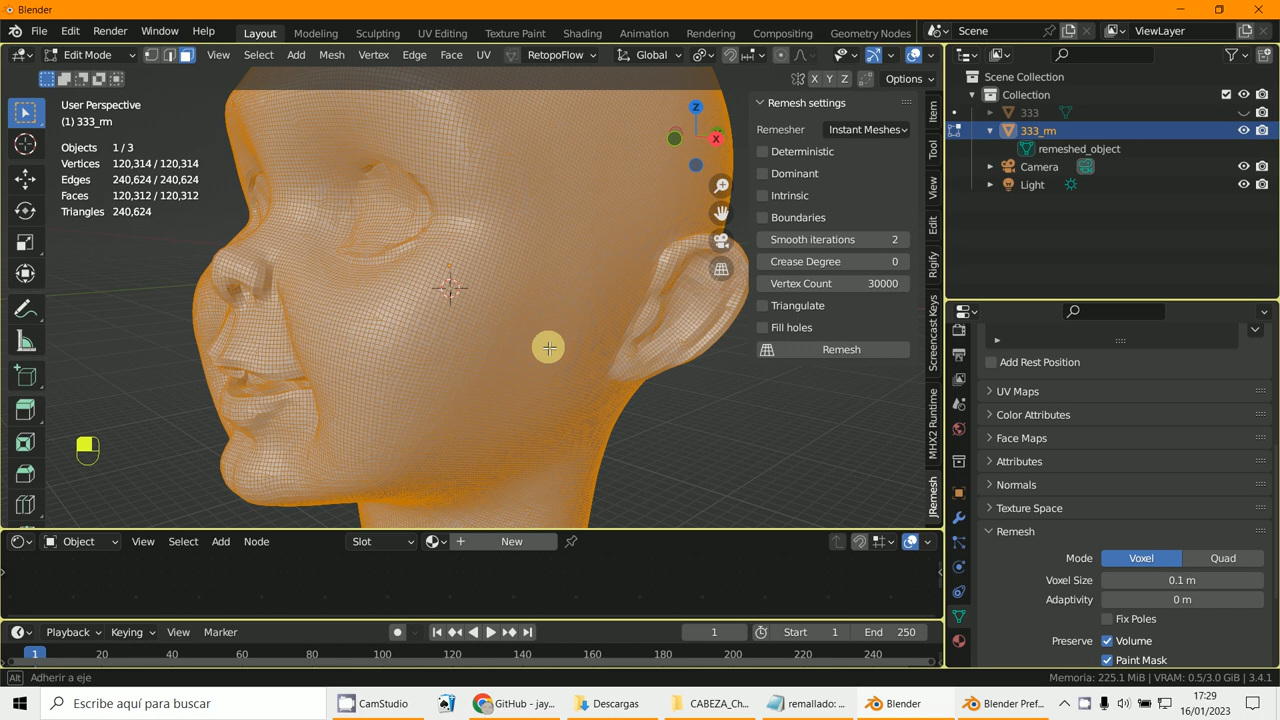 Blender
File Edit Render Window Help Layout Modeling Sculpting UV Editing Texture Paint Shading Animation Rendering Compositing Geometry Nodes Scene ViewLayer
Edit Mode View Select Add Mesh Vertex Edge Face UV RetopoFlow Global
X Y Z Options
User Perspective
(1) 333_rm
Objects 1 / 3
Vertices 120,314 / 120,314
Edges 240,624 / 240,624
Faces 120,312 / 120,312
Triangles 240,624
Z
X
Remesh settings
Remesher Instant Meshes
Deterministic
Dominant
Intrinsic
Boundaries
Smooth iterations 2
Crease Degree 0
Vertex Count 30000
Triangulate
Fill holes
Remesh
Item
Tool
View
Edit
Rigify
Screencast Keys
MHX2 Runtime
JRemesh
Scene Collection
Collection
333
333_rm
remeshed_object
Camera
Light
Add Rest Position
UV Maps
Color Attributes
Face Maps
Attributes
Normals
Texture Space
Remesh
Mode Voxel Quad
Voxel Size 0.1 m
Adaptivity 0 m
Fix Poles
Preserve Volume
Paint Mask
Object View Select Add Node Slot New
Playback Keying View Marker 1 Start 1 End 250
1 20 40 60 80 100 120 140 160 180 200 220 240
Alt Adherir a eje Memoria: 225.1 MiB | VRAM: 0.5/3.0 GiB | 3.4.1
Escribe aquí para buscar CamStudio GitHub - jay... Descargas CABEZA_Ch... remallado: ... Blender Blender Pref... 17:29
16/01/2023